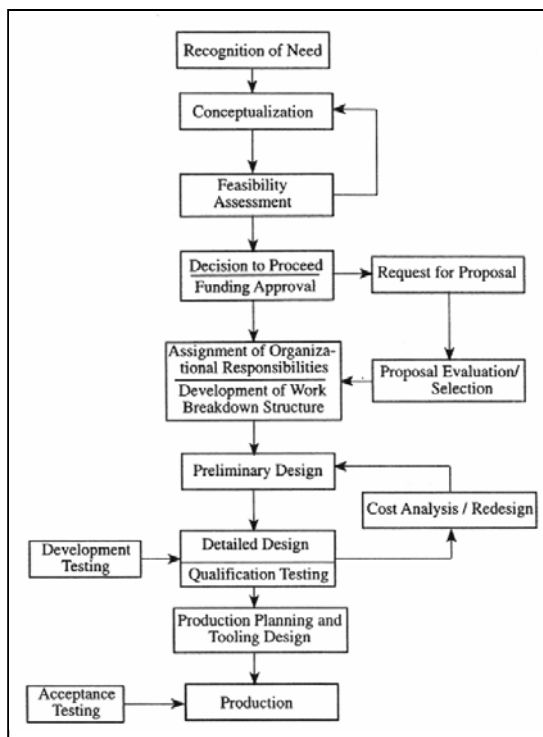 Recognition of Need
Conceptualization
Feasibility
Assessment
Decision to Proceed
Funding Approval
Request for Proposal
Assignment of Organiza-
tional Responsibilities
Development of Work
Breakdown Structure
Proposal Evaluation/
Selection
Preliminary Design
Cost Analysis / Redesign
Development
Testing
Detailed Design
Qualification Testing
Production Planning and
Tooling Design
Acceptance
Testing
Production